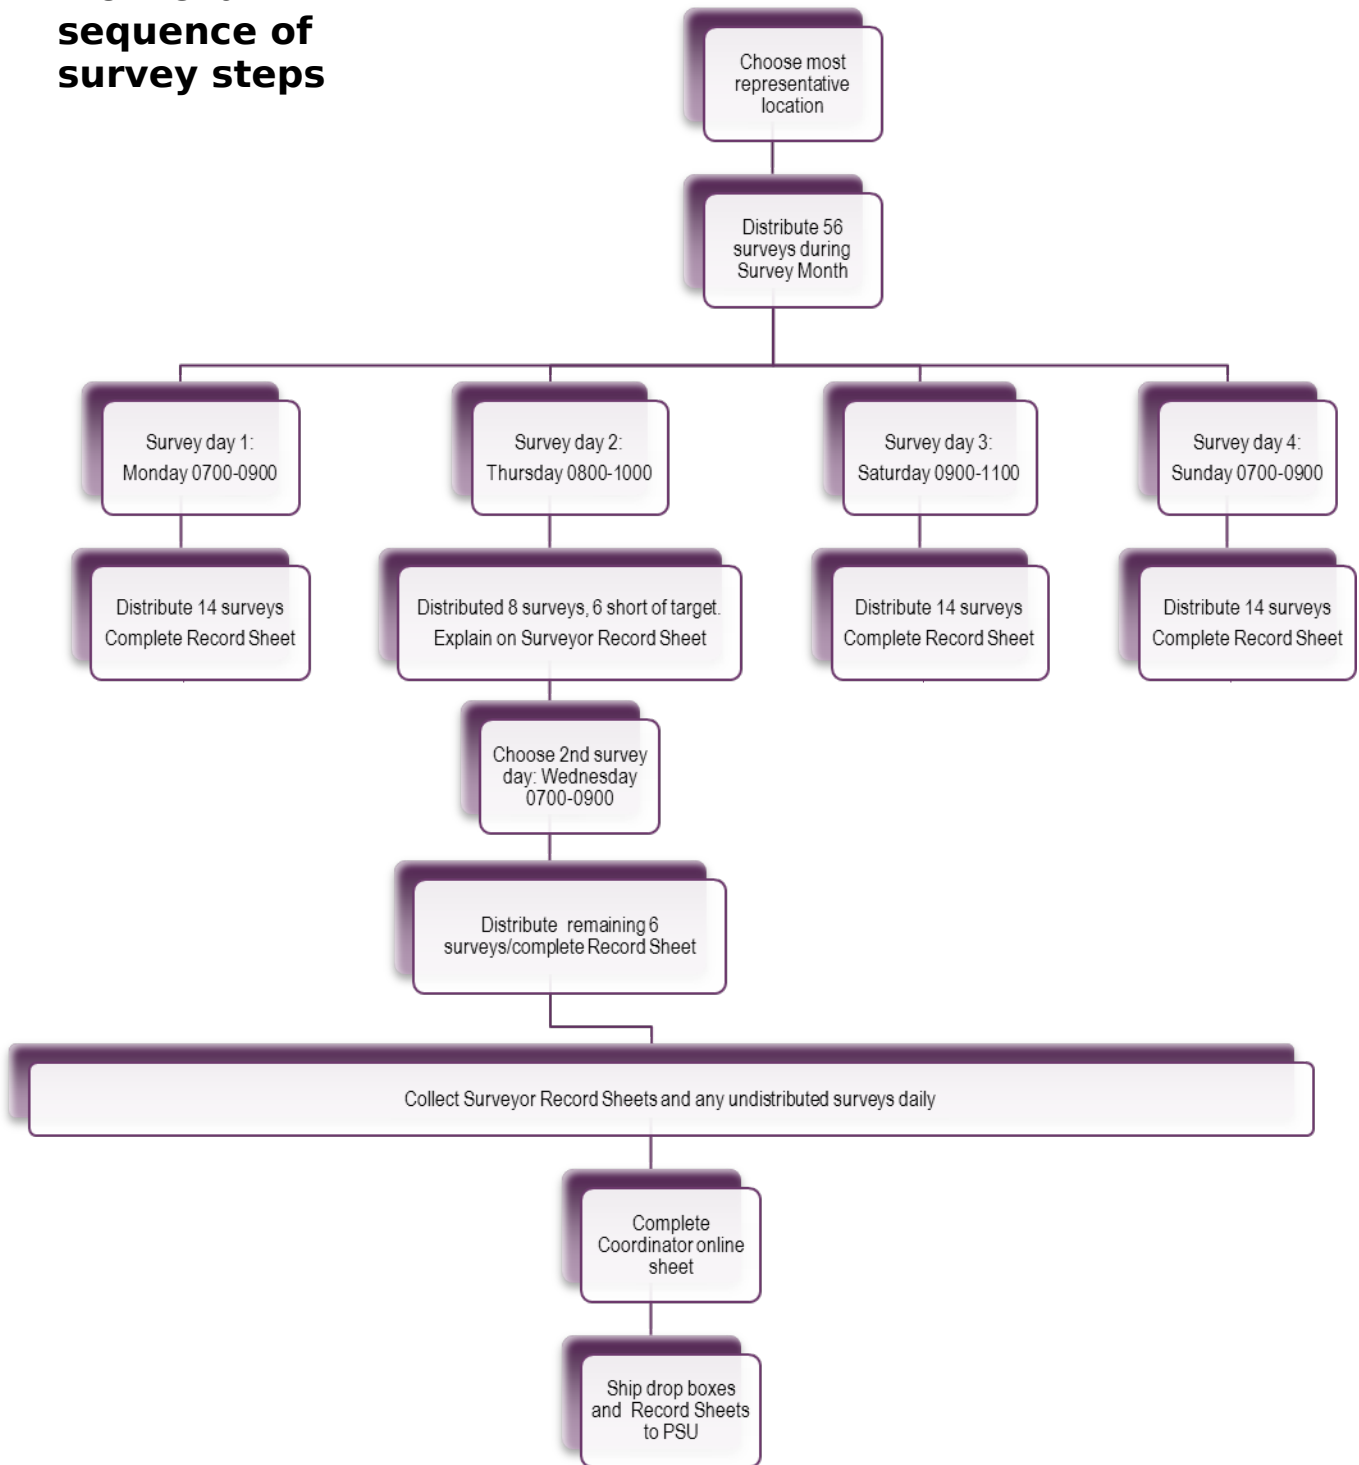 sequence of
survey steps
Choose most
representative
location
Distribute 56
surveys during
Survey Month
Survey day 1:
Monday 0700-0900
Survey day 2:
Thursday 0800-1000
Survey day 3:
Saturday 0900-1100
Survey day 4:
Sunday 0700-0900
Distribute 14 surveys
Complete Record Sheet
Distributed 8 surveys, 6 short of target.
Explain on Surveyor Record Sheet
Distribute 14 surveys
Complete Record Sheet
Distribute 14 surveys
Complete Record Sheet
Choose 2nd survey
day: Wednesday
0700-0900
Distribute remaining 6
surveys/complete Record Sheet
Collect Surveyor Record Sheets and any undistributed surveys daily
Complete
Coordinator online
sheet
Ship drop boxes
and Record Sheets
to PSU